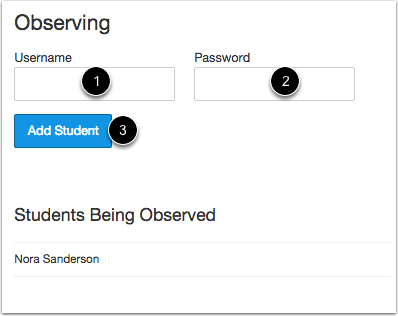 Observing
Username Password
1 2
Add Student 3
Students Being Observed
Nora Sanderson